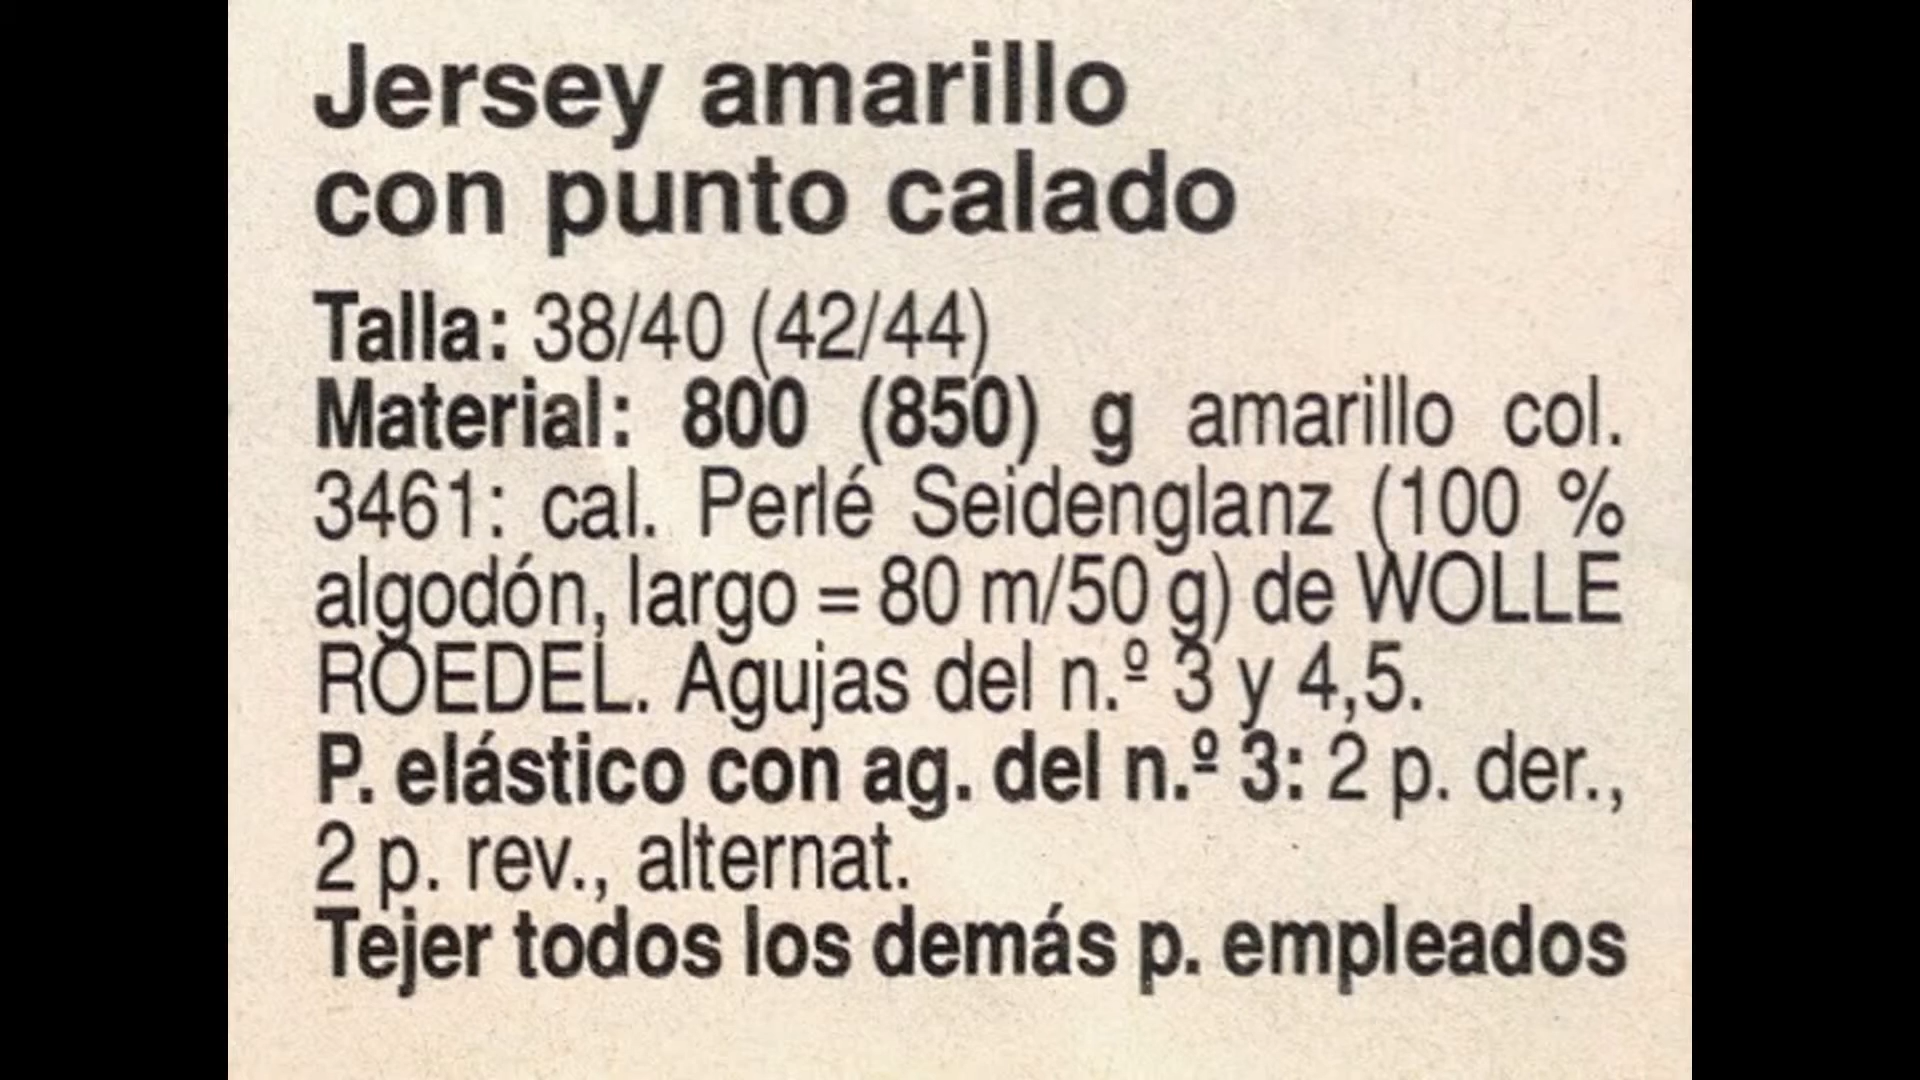 Jersey amarillo
con punto calado
Talla: 38/40 (42/44)
Material: 800 (850) g amarillo col.
3461: cal. Perlé Seidenglanz (100 %
algodón, largo = 80 m/50 g) de WOLLE
ROEDEL. Agujas del n.º 3 y 4,5.
P. elástico con ag. del n.º 3: 2 p. der.,
2 p. rev., alternat.
Tejer todos los demás p. empleados